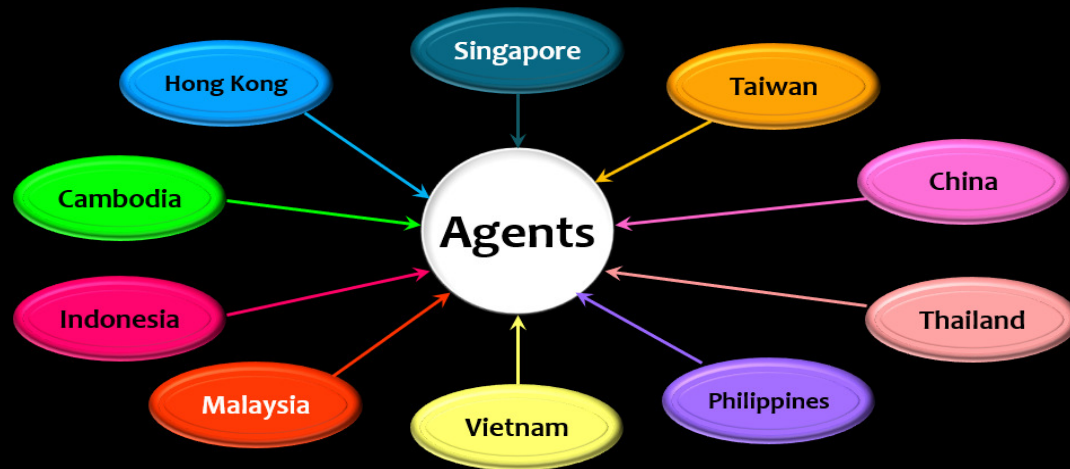 Singapore
Hong Kong
Taiwan
China
Cambodia
Agents
Indonesia
Thailand
Malaysia
Philippines
Vietnam